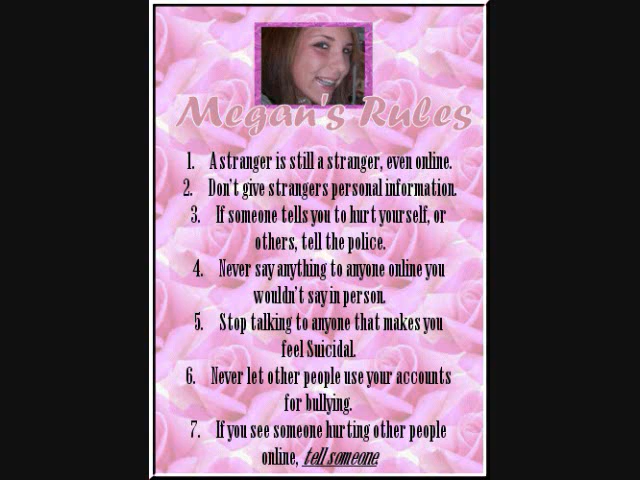 Megan's Rules
1. A stranger is still a stranger, even online.
2. Don't give strangers personal information.
3. If someone tells you to hurt yourself, or
others, tell the police.
4. Never say anything to anyone online you
wouldn't say in person.
5. Stop talking to anyone that makes you
feel Suicidal.
6. Never let other people use your accounts
for bullying.
7. If you see someone hurting other people
online, tell someone.